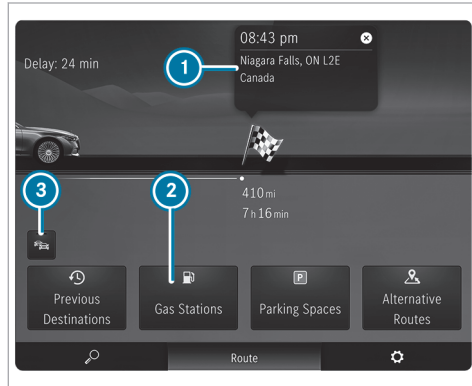 08:43 pm
Delay: 24 min
Niagara Falls, ON L2E
Canada
1
3
2
410 mi
7 h 16 min
P
Previous
Destinations
Gas Stations
Parking Spaces
Alternative
Routes
Route